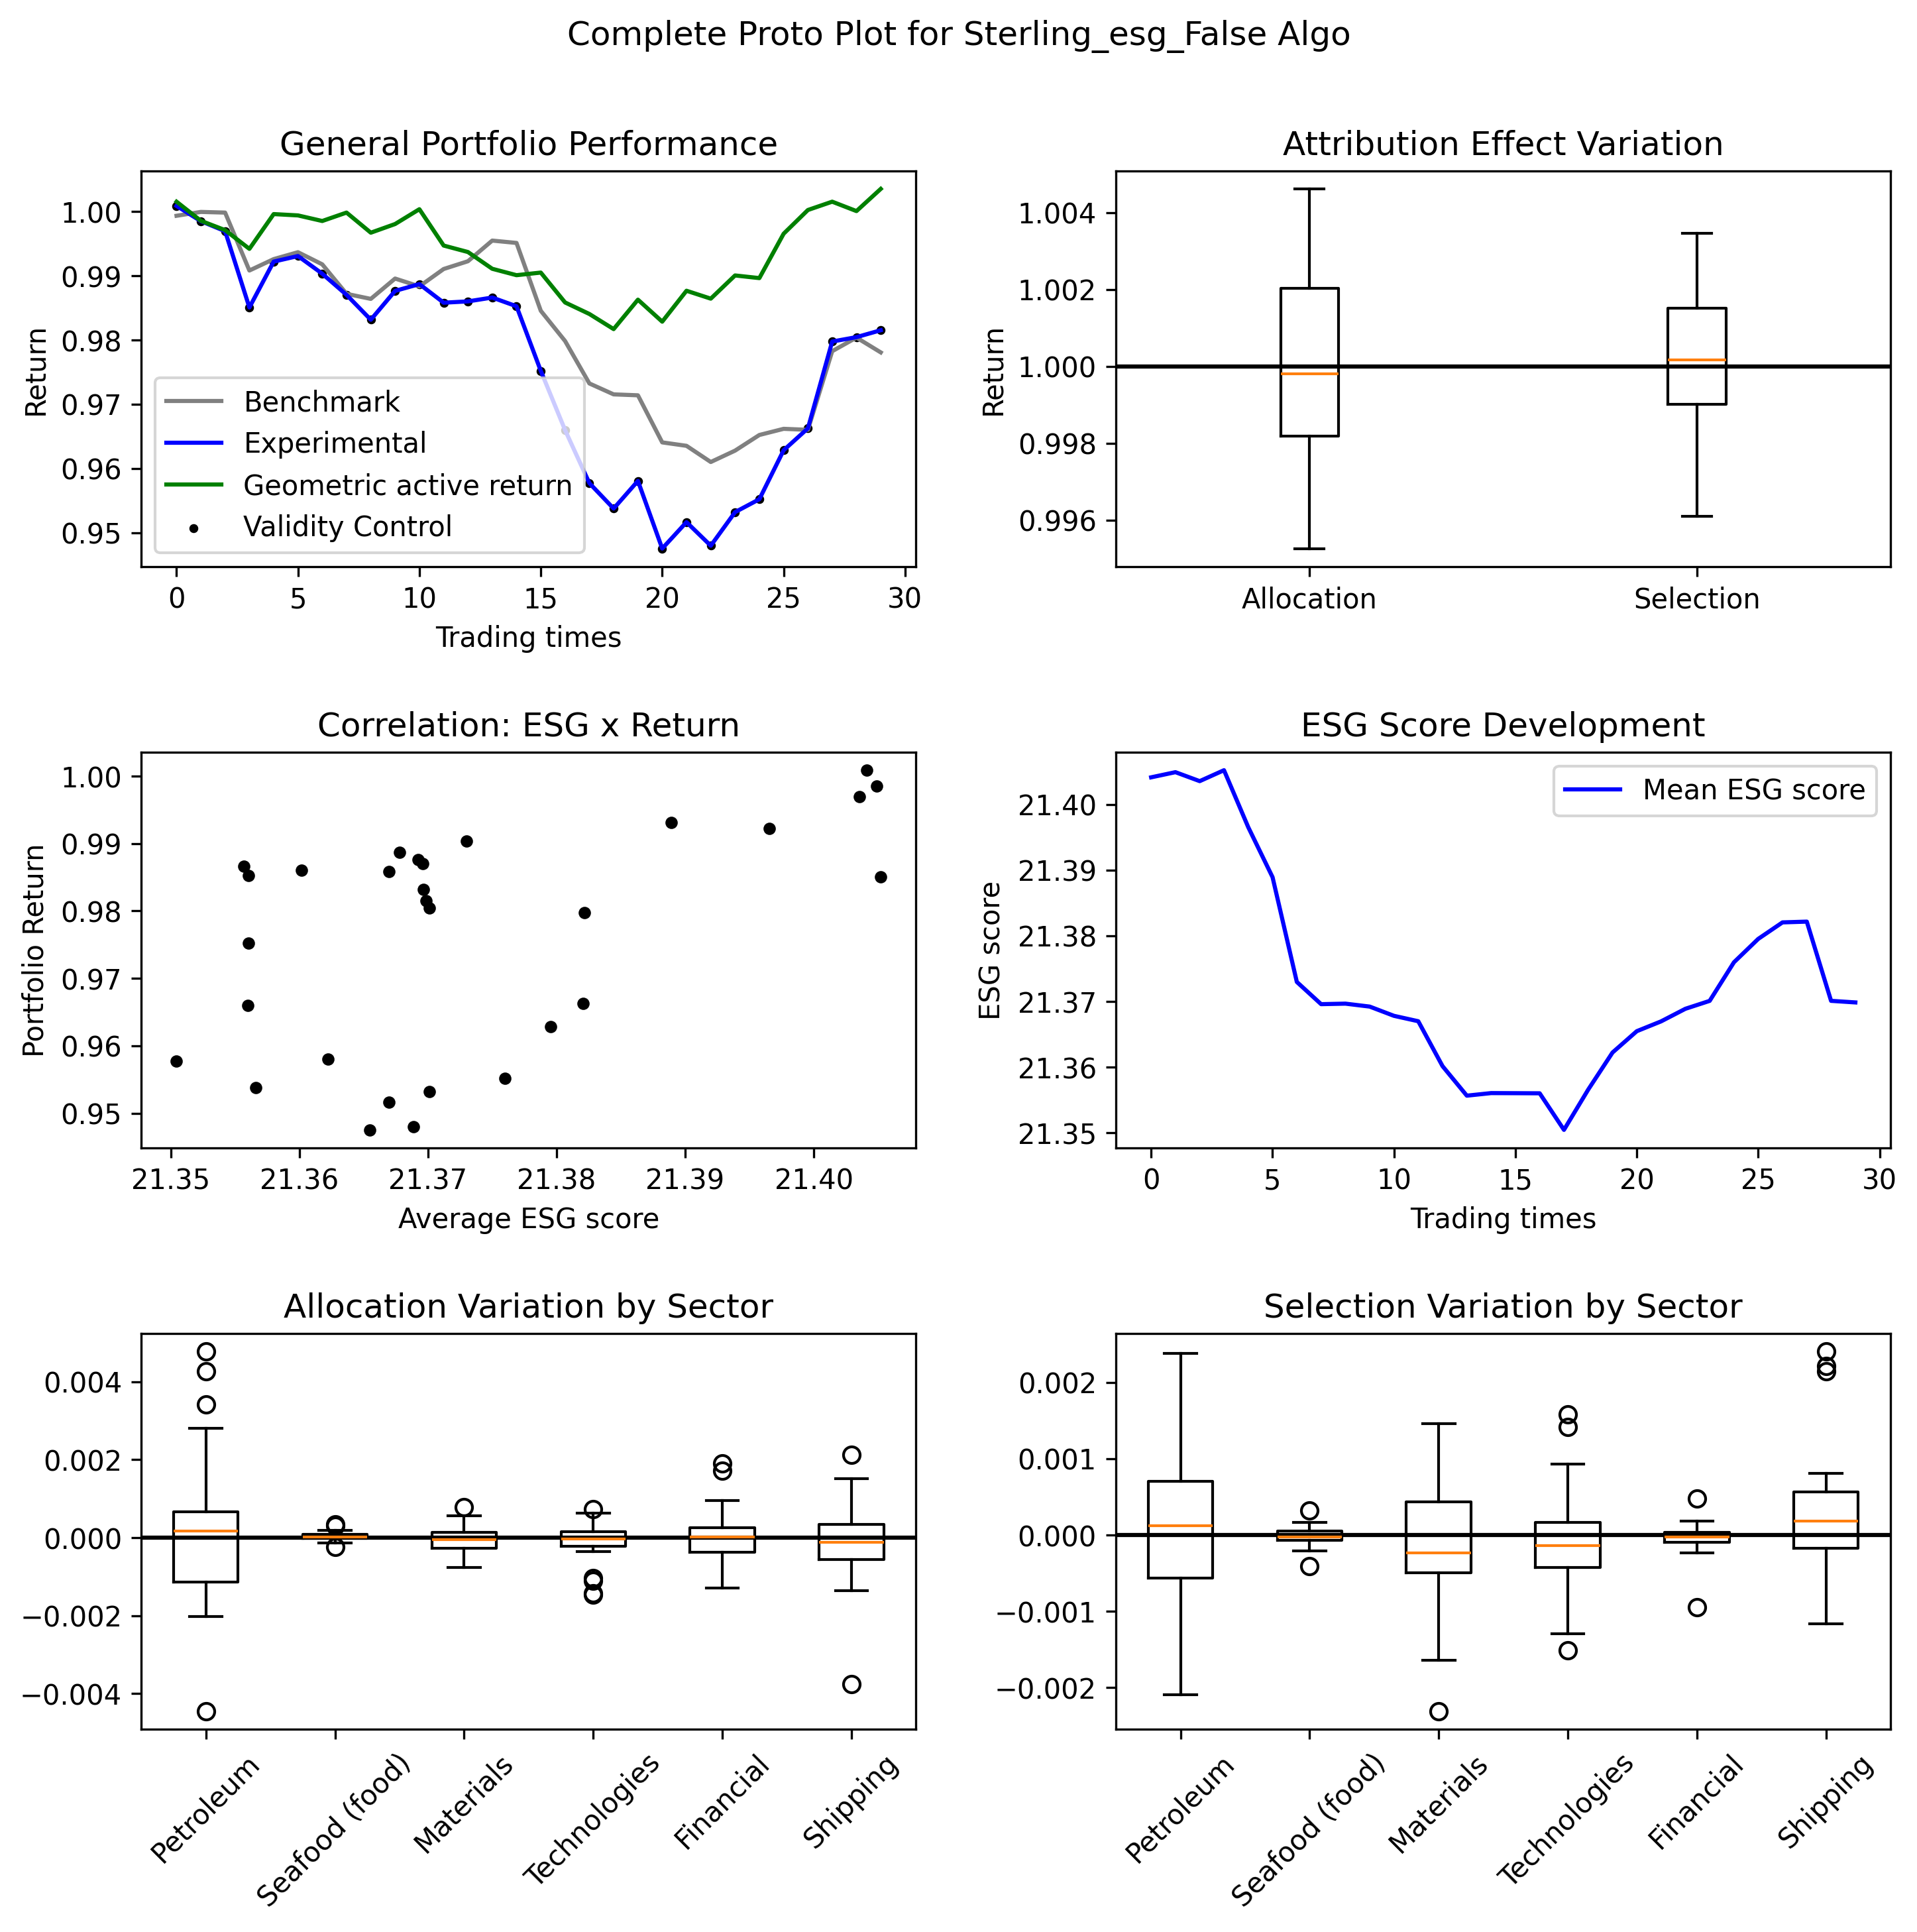 Complete Proto Plot for Sterling_esg_False Algo
General Portfolio Performance
Return
1.00
0.99
0.98
0.97
0.96
0.95
Benchmark
Experimental
Geometric active return
Validity Control
0 5 10 15 20 25 30
Trading times
Attribution Effect Variation
Return
1.004
1.002
1.000
0.998
0.996
Allocation Selection
Correlation: ESG x Return
Portfolio Return
1.00
0.99
0.98
0.97
0.96
0.95
21.35 21.36 21.37 21.38 21.39 21.40
Average ESG score
ESG Score Development
ESG score
21.40
21.39
21.38
21.37
21.36
21.35
Mean ESG score
0 5 10 15 20 25 30
Trading times
Allocation Variation by Sector
0.004
0.002
0.000
−0.002
−0.004
Petroleum
Seafood (food)
Materials
Technologies
Financial
Shipping
Selection Variation by Sector
0.002
0.001
0.000
−0.001
−0.002
Petroleum
Seafood (food)
Materials
Technologies
Financial
Shipping